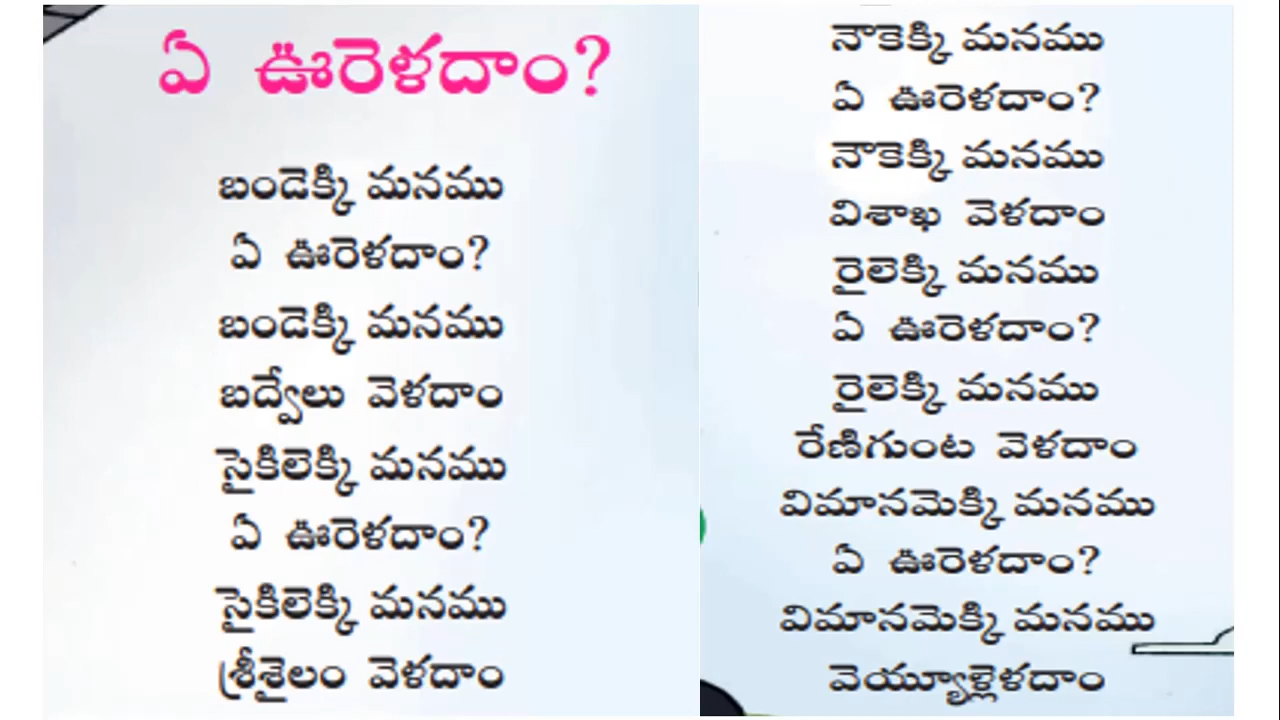 ఏ ఊరెళదాం?
బండెక్కి మనము
ఏ ఊరెళదాం?
బండెక్కి మనము
బద్వేలు వెళదాం
సైకిలెక్కి మనము
ఏ ఊరెళదాం?
సైకిలెక్కి మనము
శ్రీశైలం వెళదాం
నౌకెక్కి మనము
ఏ ఊరెళదాం?
నౌకెక్కి మనము
విశాఖ వెళదాం
రైలెక్కి మనము
ఏ ఊరెళదాం?
రైలెక్కి మనము
రేణిగుంట వెళదాం
విమానమెక్కి మనము
ఏ ఊరెళదాం?
విమానమెక్కి మనము
వెయ్యూళ్లెళదాం